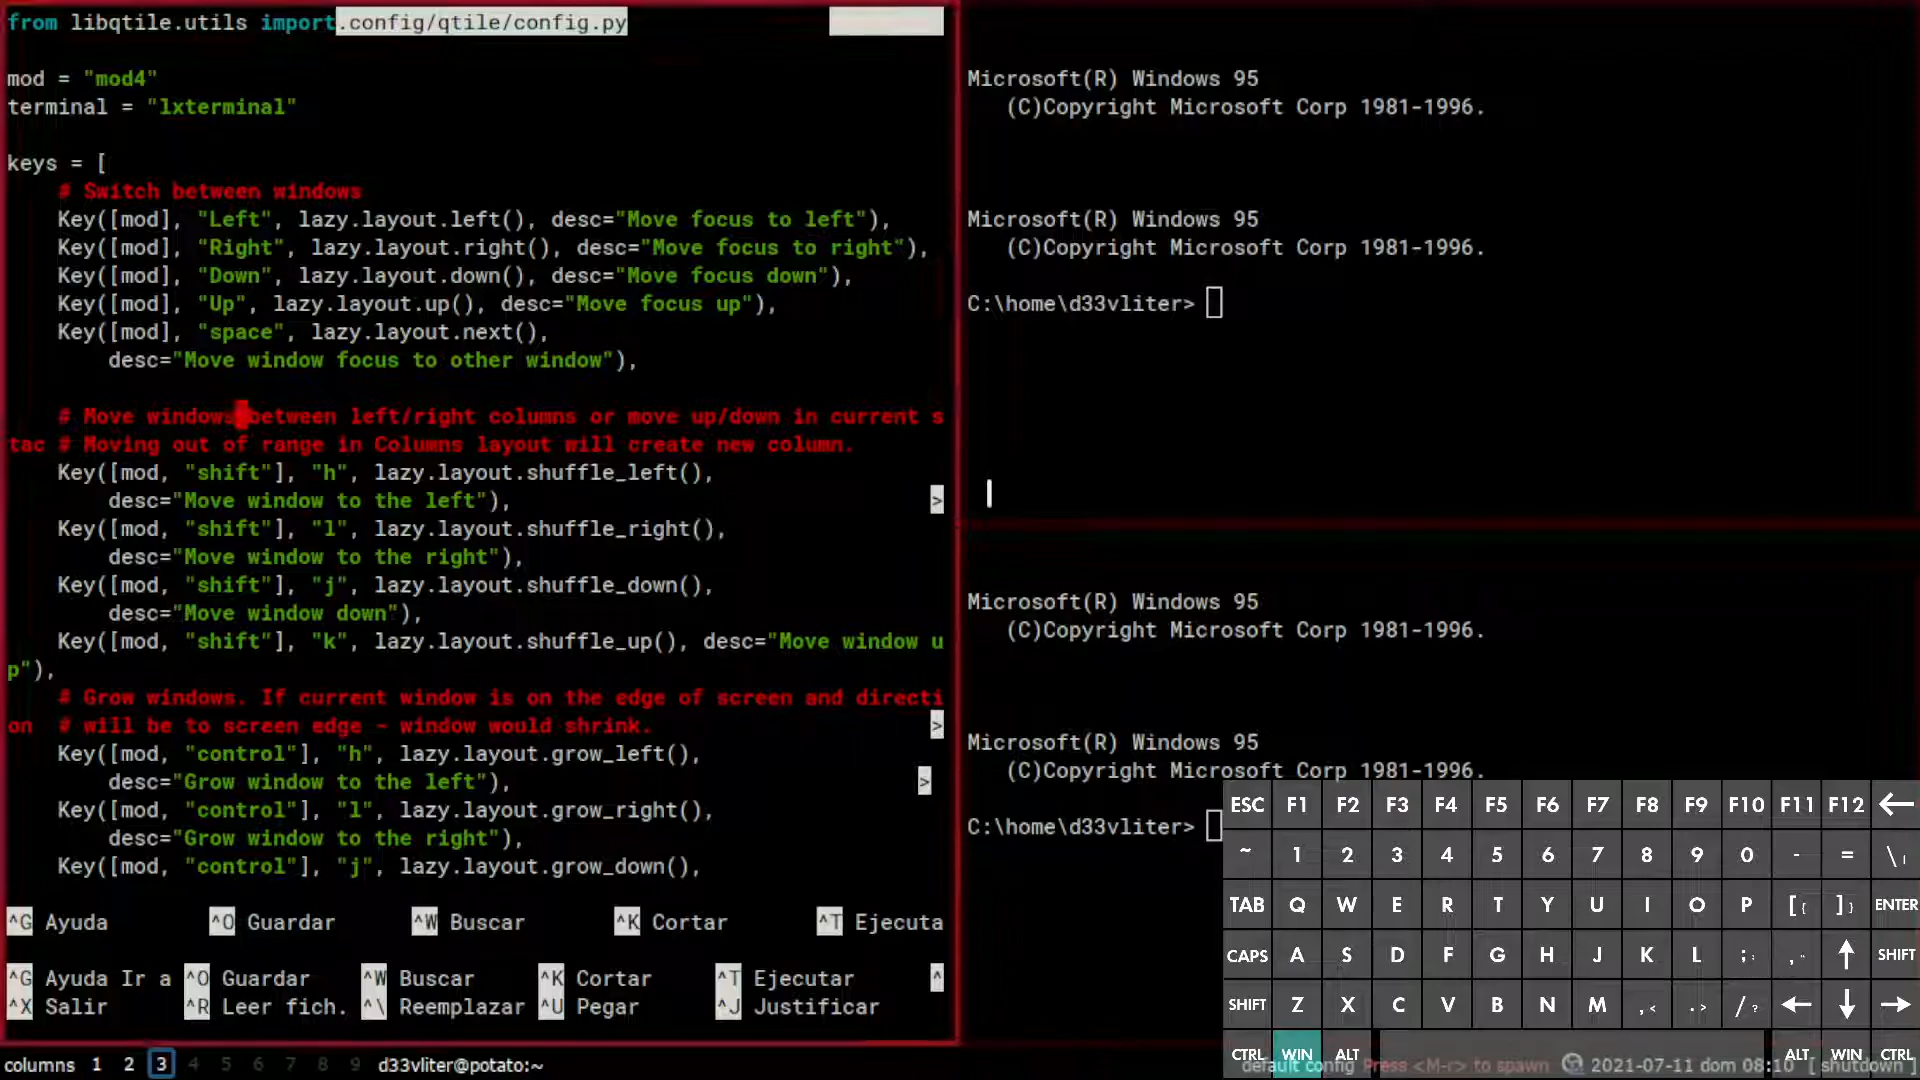 from libqtile.utils import.config/qtile/config.py
mod = "mod4"
terminal = "lxterminal"
keys = [
# Switch between windows
Key([mod], "Left", lazy.layout.left(), desc="Move focus to left"),
Key([mod], "Right", lazy.layout.right(), desc="Move focus to right"),
Key([mod], "Down", lazy.layout.down(), desc="Move focus down"),
Key([mod], "Up", lazy.layout.up(), desc="Move focus up"),
Key([mod], "space", lazy.layout.next(),
desc="Move window focus to other window"),
# Move windows between left/right columns or move up/down in current s
tac # Moving out of range in Columns layout will create new column.
Key([mod, "shift"], "h", lazy.layout.shuffle_left(),
desc="Move window to the left"), >
Key([mod, "shift"], "l", lazy.layout.shuffle_right(),
desc="Move window to the right"),
Key([mod, "shift"], "j", lazy.layout.shuffle_down(),
desc="Move window down"),
Key([mod, "shift"], "k", lazy.layout.shuffle_up(), desc="Move window u
p"),
# Grow windows. If current window is on the edge of screen and directi
on # will be to screen edge - window would shrink. >
Key([mod, "control"], "h", lazy.layout.grow_left(),
desc="Grow window to the left"), >
Key([mod, "control"], "l", lazy.layout.grow_right(),
desc="Grow window to the right"),
Key([mod, "control"], "j", lazy.layout.grow_down(),
^G Ayuda ^O Guardar ^W Buscar ^K Cortar ^T Ejecuta
^G Ayuda Ir a ^O Guardar ^W Buscar ^K Cortar ^T Ejecutar ^
^X Salir ^R Leer fich. ^\ Reemplazar ^U Pegar ^J Justificar
Microsoft(R) Windows 95
(C)Copyright Microsoft Corp 1981-1996.
Microsoft(R) Windows 95
(C)Copyright Microsoft Corp 1981-1996.
C:\home\d33vliter>
Microsoft(R) Windows 95
(C)Copyright Microsoft Corp 1981-1996.
Microsoft(R) Windows 95
(C)Copyright Microsoft Corp 1981-1996.
C:\home\d33vliter>
ESC F1 F2 F3 F4 F5 F6 F7 F8 F9 F10 F11 F12 ←
~ 1 2 3 4 5 6 7 8 9 0 - = \|
TAB Q W E R T Y U I O P [{ ]} ENTER
CAPS A S D F G H J K L ;: ," ↑ SHIFT
SHIFT Z X C V B N M ,< .> /? ← ↓ →
CTRL WIN ALT ALT WIN CTRL
columns 1 2 3 4 5 6 7 8 9 d33vliter@potato:~ default config Press <M-r> to spawn 2021-07-11 dom 08:10 [ shutdown ]